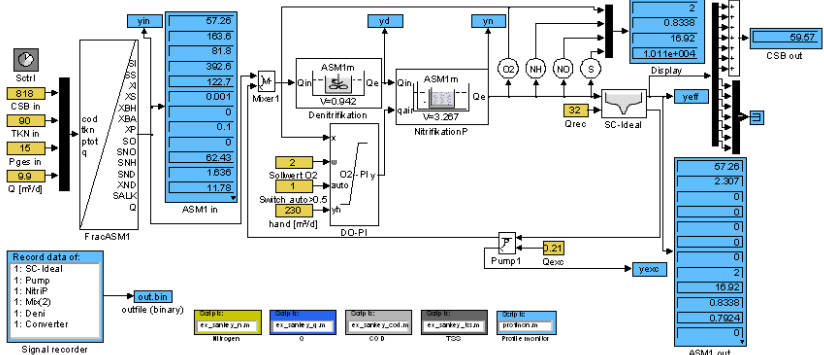 Sctrl
818
CSB in
90
TKN in
15
Pges in
9.9
Q [m³/d]
cod
tkn
ptot
q
SI
SS
XI
XS
XBH
XBA
XP
SO
SNO
SNH
SND
XND
SALK
Q
FracASM1
yin
57.26
163.6
81.8
392.6
122.7
0.001
0
0.1
0
62.43
1.636
11.78
ASM1 in
Mixer1
ASM1m
Qin
Qe
V=0.942
Denitrifikation
yd
ASM1m
Qin
qair
Qe
V=3.267
NitrifikationP
yn
O2
NH
NO
S
2
0.8338
16.92
1.011e+004
Display
59.57
CSB out
32
Qrec
SC-Ideal
yeff
2
Sollwert O2
1
Switch auto>0.5
230
hand [m³/d]
x
w
auto
yh
O2 - PI y
DO-PI
Pump1
0.21
Qexc
yexc
57.26
2.307
0
0
0
0
0
2
16.92
0.8338
0.7924
0
ASM1 out
Record data of:
1: SC-Ideal
1: Pump
1: NitriP
1: Mix(2)
1: Deni
1: Converter
Signal recorder
out.bin
outfile (binary)
ex_sankey_n.m
Nitrogen
ex_sankey_q.m
Q
ex_sankey_cod.m
COD
ex_sankey_tss.m
TSS
Profile monitor